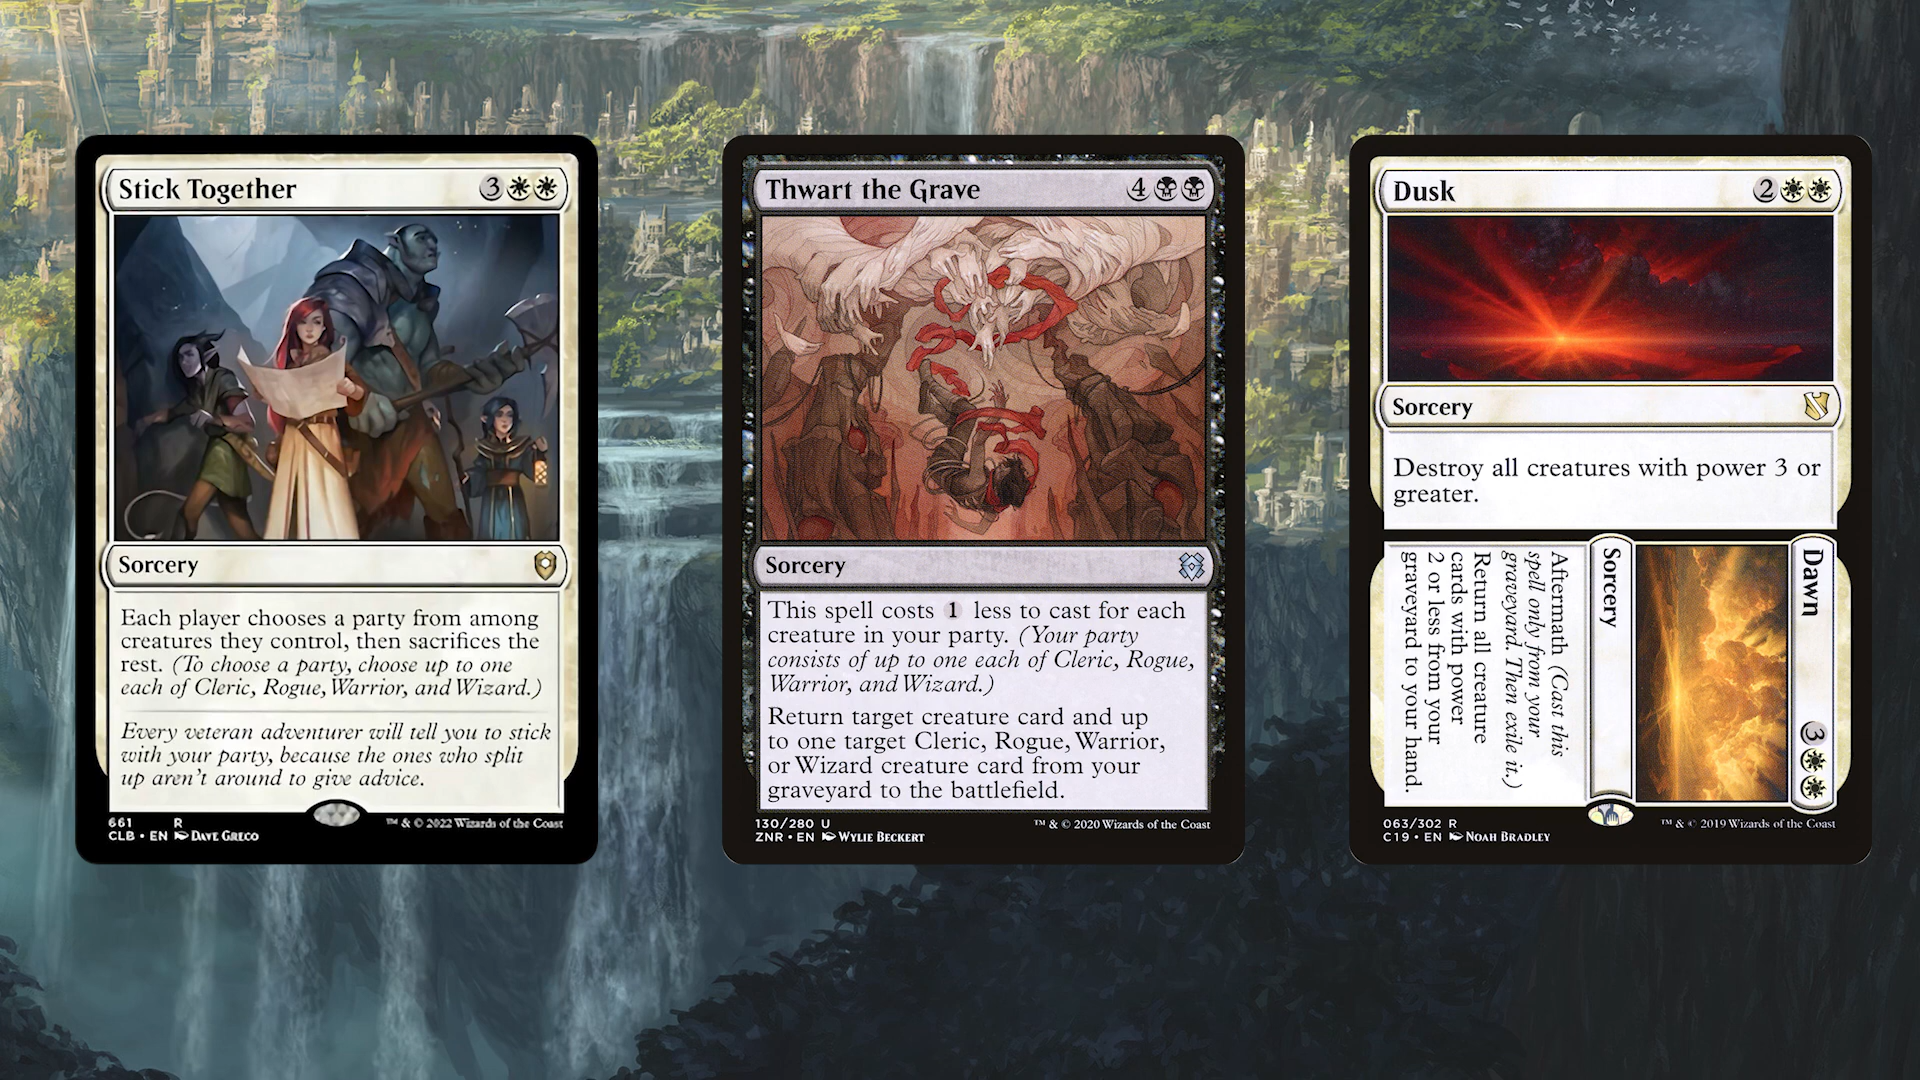 Stick Together
3
Sorcery
Each player chooses a party from among
creatures they control, then sacrifices the
rest. (To choose a party, choose up to one
each of Cleric, Rogue, Warrior, and Wizard.)
Every veteran adventurer will tell you to stick
with your party, because the ones who split
up aren't around to give advice.
661 R
CLB • EN DAVE GRECO
™ & © 2022 Wizards of the Coast
Thwart the Grave
4
Sorcery
This spell costs 1 less to cast for each
creature in your party. (Your party
consists of up to one each of Cleric, Rogue,
Warrior, and Wizard.)
Return target creature card and up
to one target Cleric, Rogue, Warrior,
or Wizard creature card from your
graveyard to the battlefield.
130/280 U
ZNR • EN WYLIE BECKERT
™ & © 2020 Wizards of the Coast
Dusk
2
Sorcery
Destroy all creatures with power 3 or
greater.
Dawn
3
Sorcery
Aftermath (Cast this
spell only from your
graveyard. Then exile it.)
Return all creature
cards with power
2 or less from your
graveyard to your hand.
063/302 R
C19 • EN NOAH BRADLEY
™ & © 2019 Wizards of the Coast